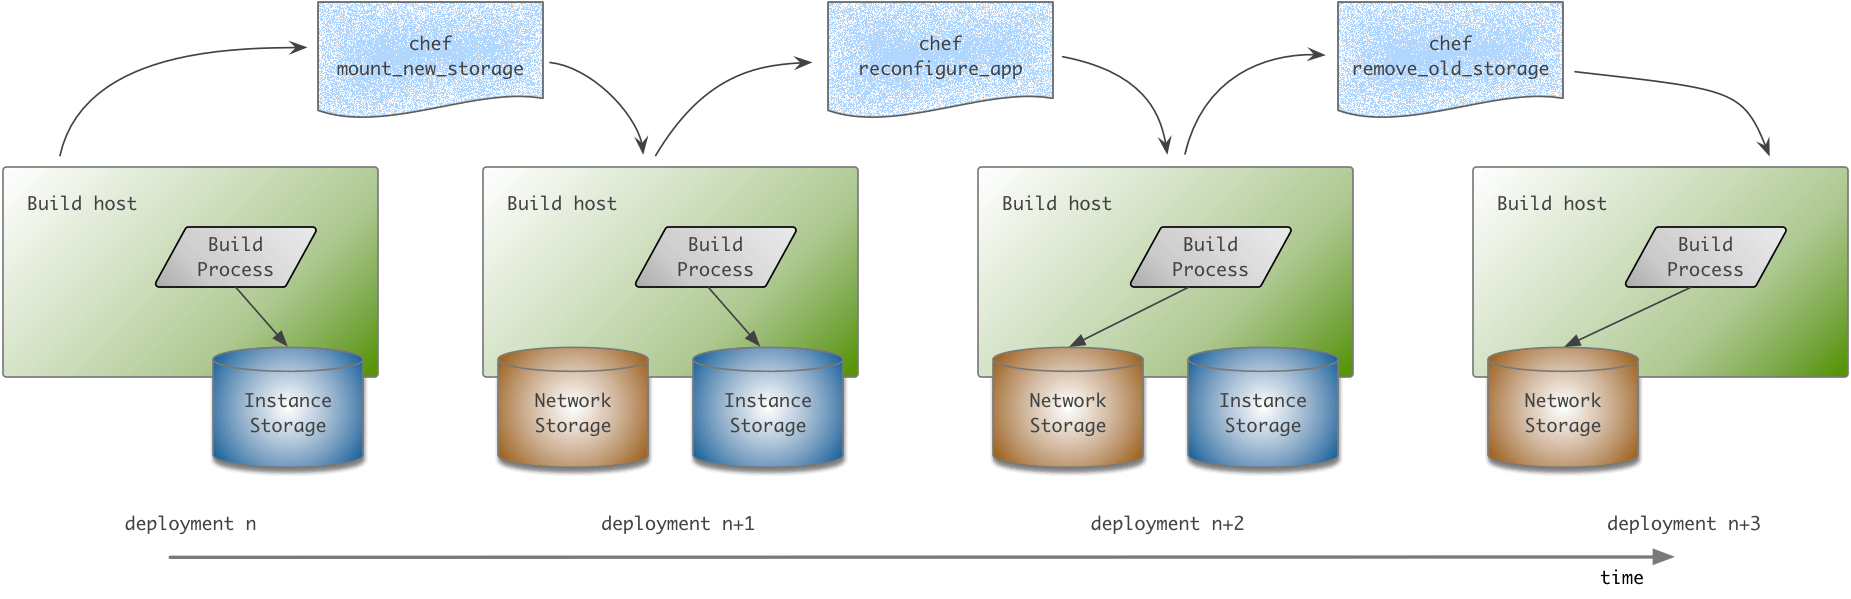 chef
mount_new_storage
chef
reconfigure_app
chef
remove_old_storage
Build host
Build
Process
Instance
Storage
Build host
Build
Process
Network
Storage
Instance
Storage
Build host
Build
Process
Network
Storage
Instance
Storage
Build host
Build
Process
Network
Storage
deployment n
deployment n+1
deployment n+2
deployment n+3
time